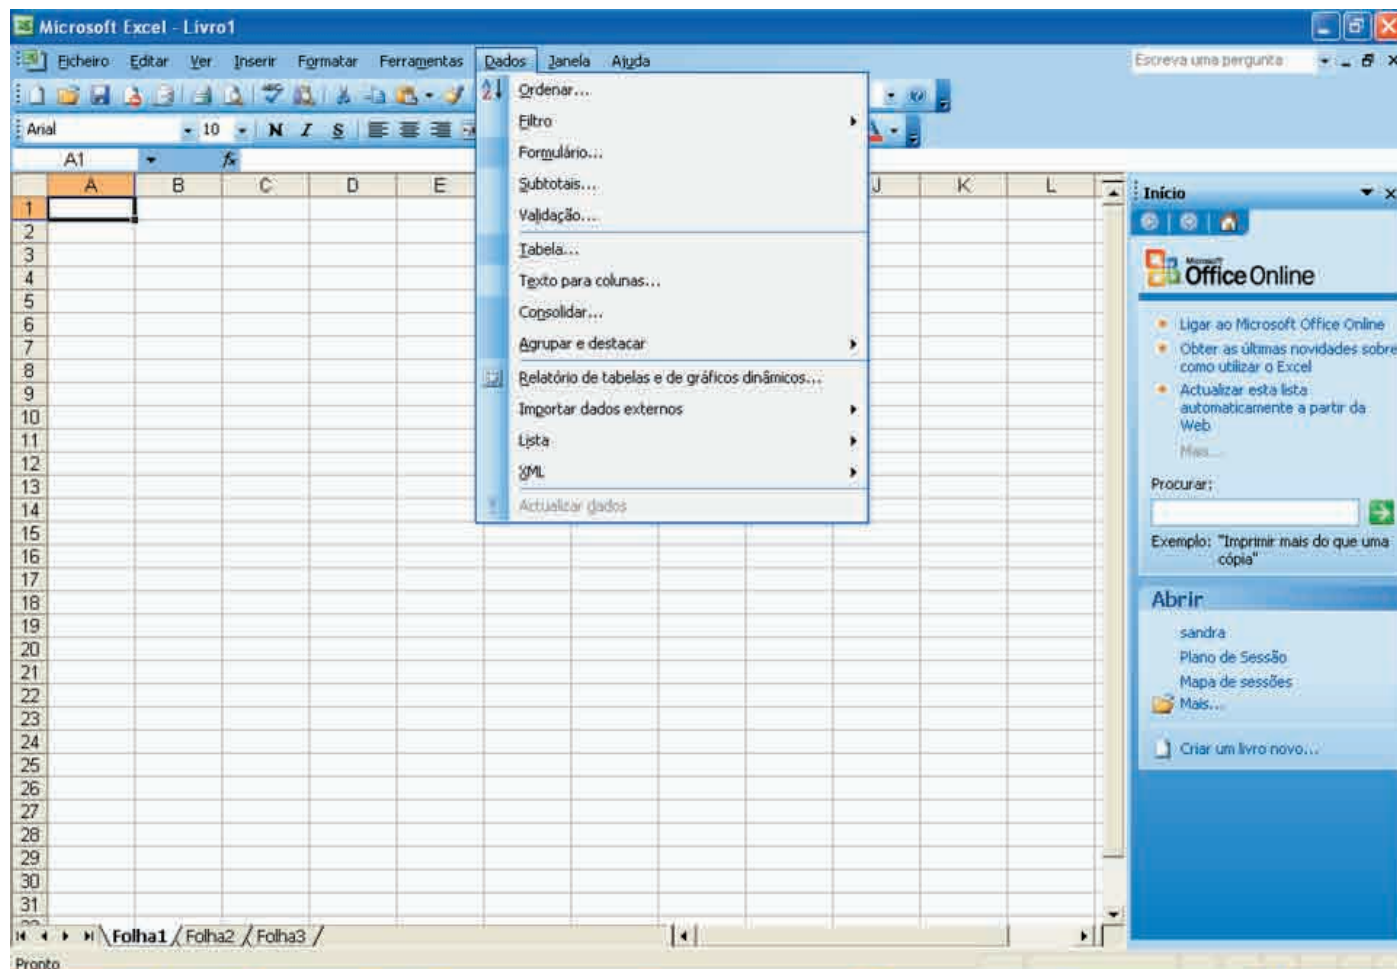 Microsoft Excel - Livro1
Ficheiro Editar Ver Inserir Formatar Ferramentas Dados Janela Ajuda
Escreva uma pergunta
Arial 10 N I S
A1 fx
A B C D E J K L
1
2
3
4
5
6
7
8
9
10
11
12
13
14
15
16
17
18
19
20
21
22
23
24
25
26
27
28
29
30
31
Ordenar...
Filtro
Formulário...
Subtotais...
Validação...
Tabela...
Texto para colunas...
Consolidar...
Agrupar e destacar
Relatório de tabelas e de gráficos dinâmicos...
Importar dados externos
Lista
XML
Actualizar dados
Início
Microsoft
Office Online
Ligar ao Microsoft Office Online
Obter as últimas novidades sobre
como utilizar o Excel
Actualizar esta lista
automaticamente a partir da
Web
Mais...
Procurar:
Exemplo: "Imprimir mais do que uma
cópia"
Abrir
sandra
Plano de Sessão
Mapa de sessões
Mais...
Criar um livro novo...
Folha1 Folha2 Folha3
Pronto